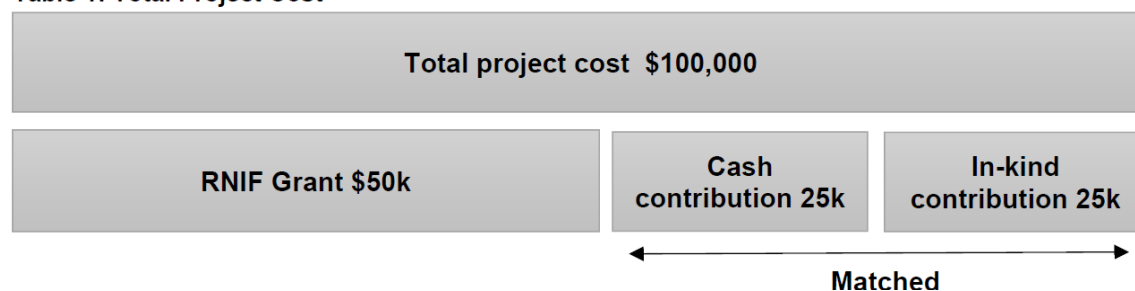 Total project cost $100,000
RNIF Grant $50k
Cash
contribution 25k
In-kind
contribution 25k
Matched